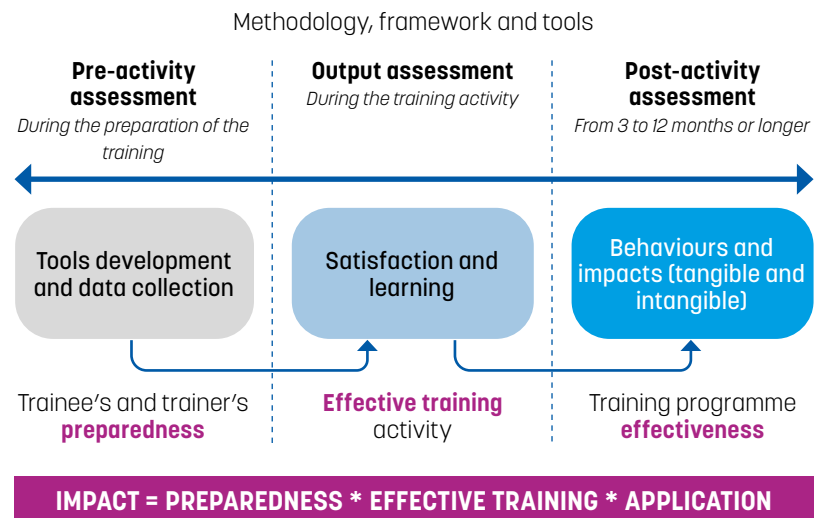 Methodology, framework and tools
Pre-activity
assessment
During the preparation of the
training
Output assessment
During the training activity
Post-activity
assessment
From 3 to 12 months or longer
Tools development
and data collection
Satisfaction and
learning
Behaviours and
impacts (tangible and
intangible)
Trainee's and trainer's
preparedness
Effective training
activity
Training programme
effectiveness
IMPACT = PREPAREDNESS * EFFECTIVE TRAINING * APPLICATION